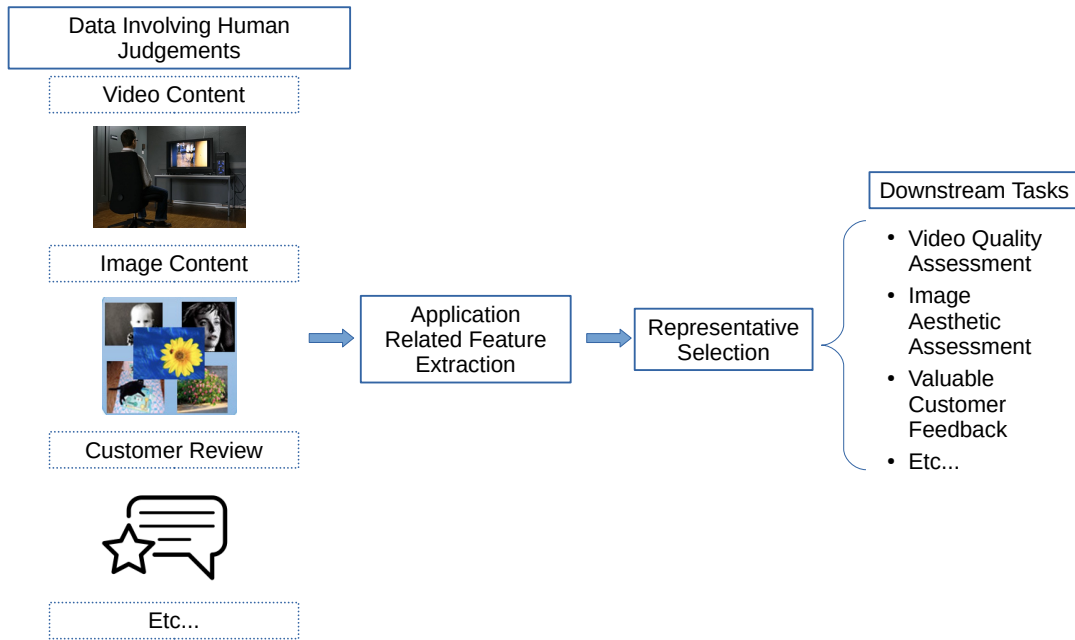 Data Involving Human
Judgements
Video Content
Image Content
Customer Review
Etc...
Application
Related Feature
Extraction
Representative
Selection
Downstream Tasks
• Video Quality
Assessment
• Image
Aesthetic
Assessment
• Valuable
Customer
Feedback
• Etc...